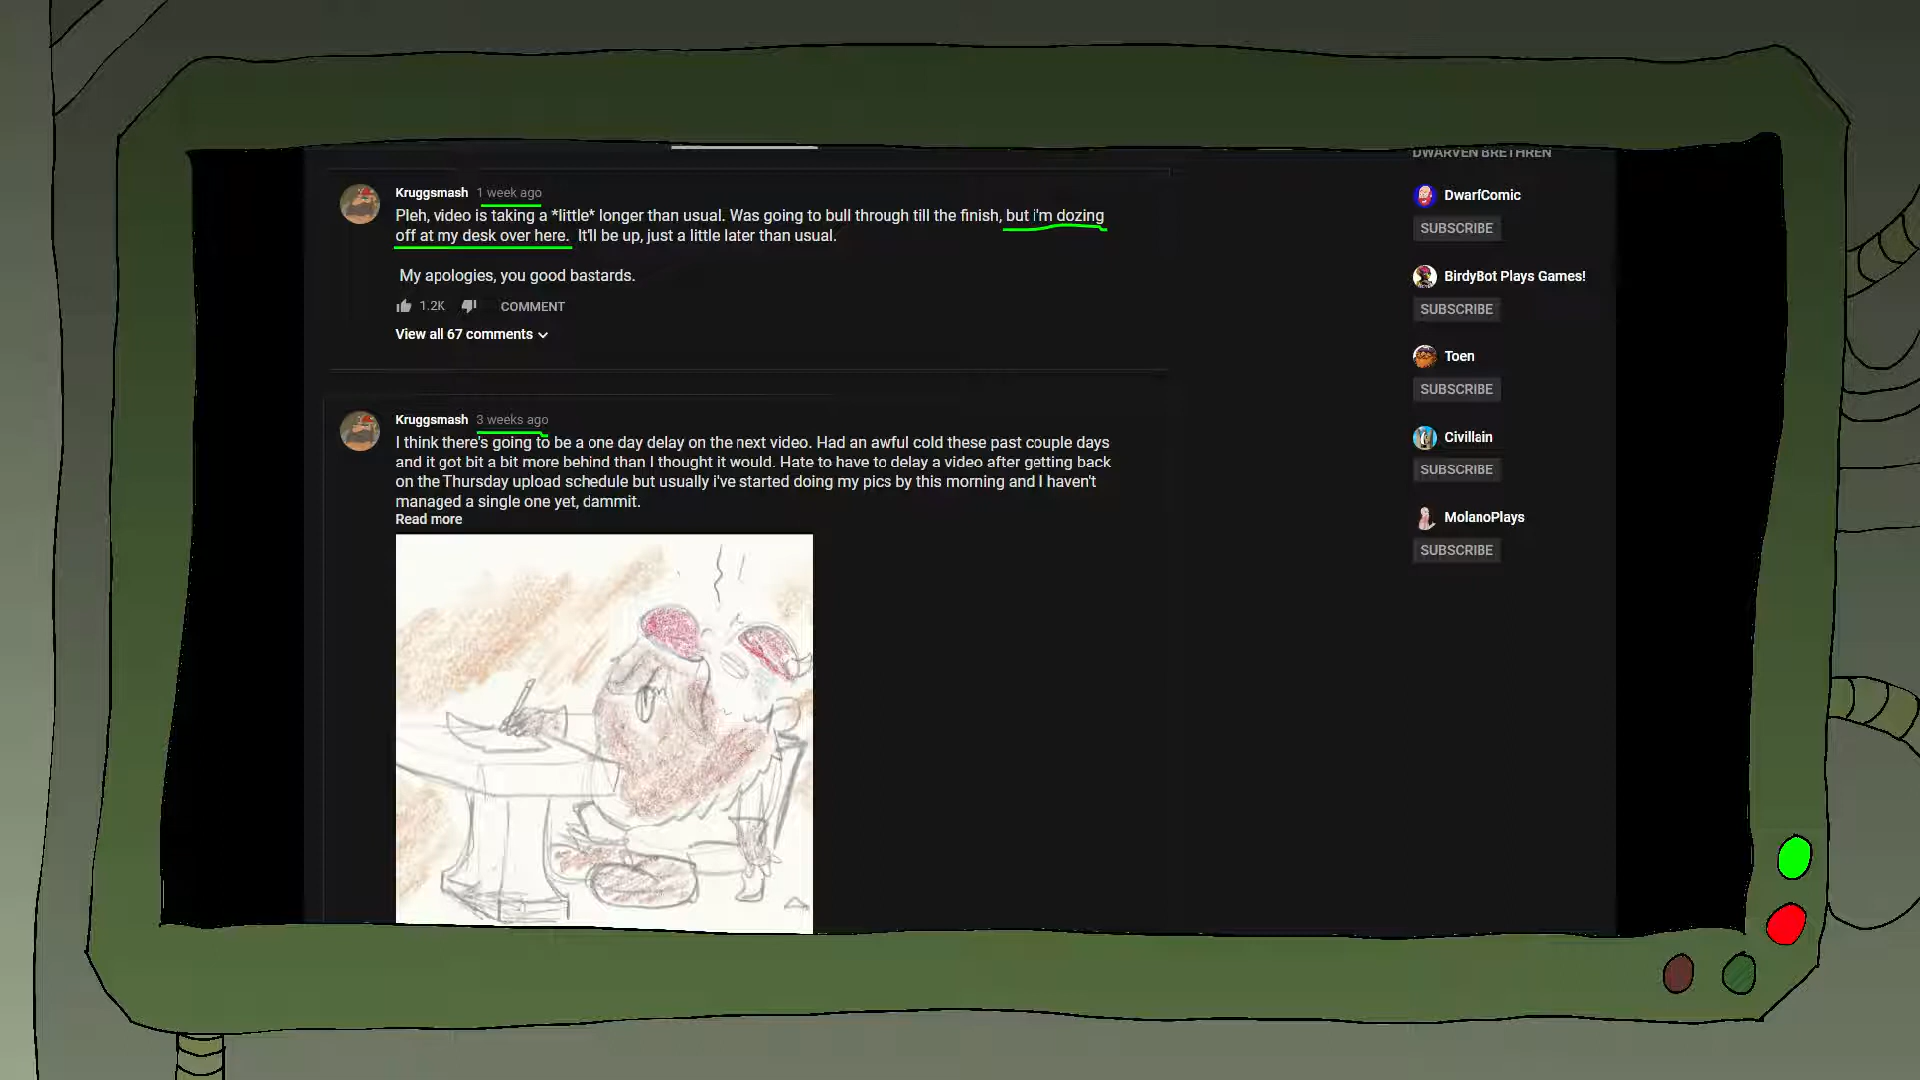 DWARVEN BRETHREN
Kruggsmash 1 week ago
Pleh, video is taking a *little* longer than usual. Was going to bull through till the finish, but i'm dozing
off at my desk over here. It'll be up, just a little later than usual.
My apologies, you good bastards.
1.2K COMMENT
View all 67 comments
Kruggsmash 3 weeks ago
I think there's going to be a one day delay on the next video. Had an awful cold these past couple days
and it got bit a bit more behind than I thought it would. Hate to have to delay a video after getting back
on the Thursday upload schedule but usually i've started doing my pics by this morning and I haven't
managed a single one yet, dammit.
Read more
DwarfComic
SUBSCRIBE
BirdyBot Plays Games!
SUBSCRIBE
Toen
SUBSCRIBE
Civillain
SUBSCRIBE
MolanoPlays
SUBSCRIBE